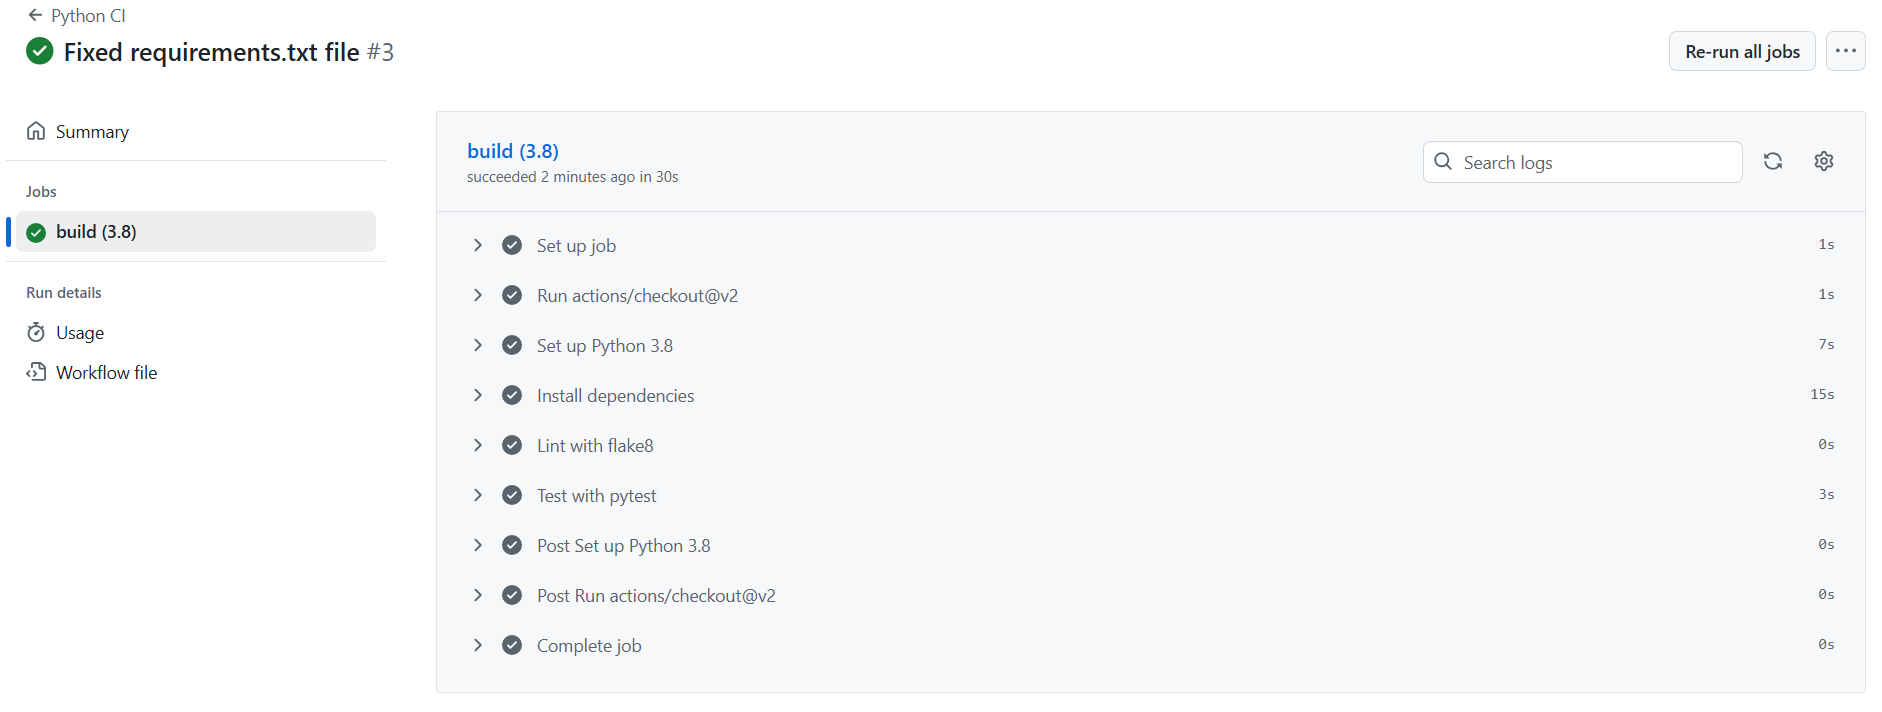 Python CI
Fixed requirements.txt file #3
Re-run all jobs
Summary
Jobs
build (3.8)
Run details
Usage
Workflow file
build (3.8)
succeeded 2 minutes ago in 30s
Search logs
Set up job 1s
Run actions/checkout@v2 1s
Set up Python 3.8 7s
Install dependencies 15s
Lint with flake8 0s
Test with pytest 3s
Post Set up Python 3.8 0s
Post Run actions/checkout@v2 0s
Complete job 0s